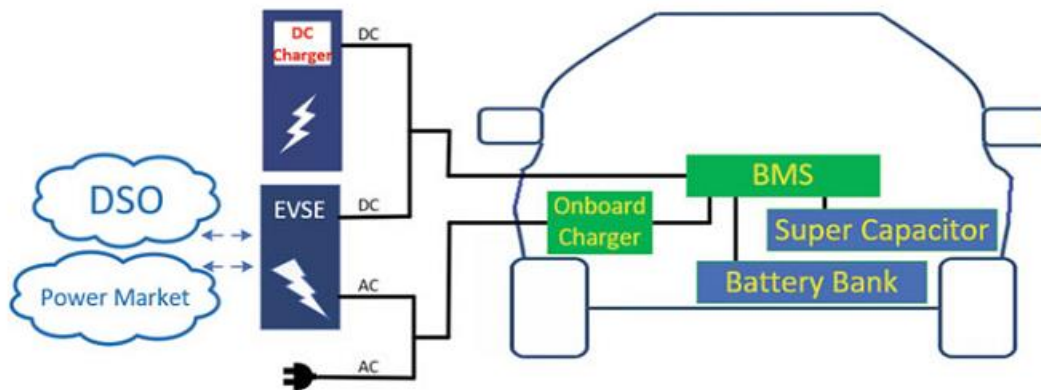 DC
Charger
DC
DSO
EVSE
DC
BMS
Onboard
Charger
Super Capacitor
Power Market
AC
Battery Bank
AC